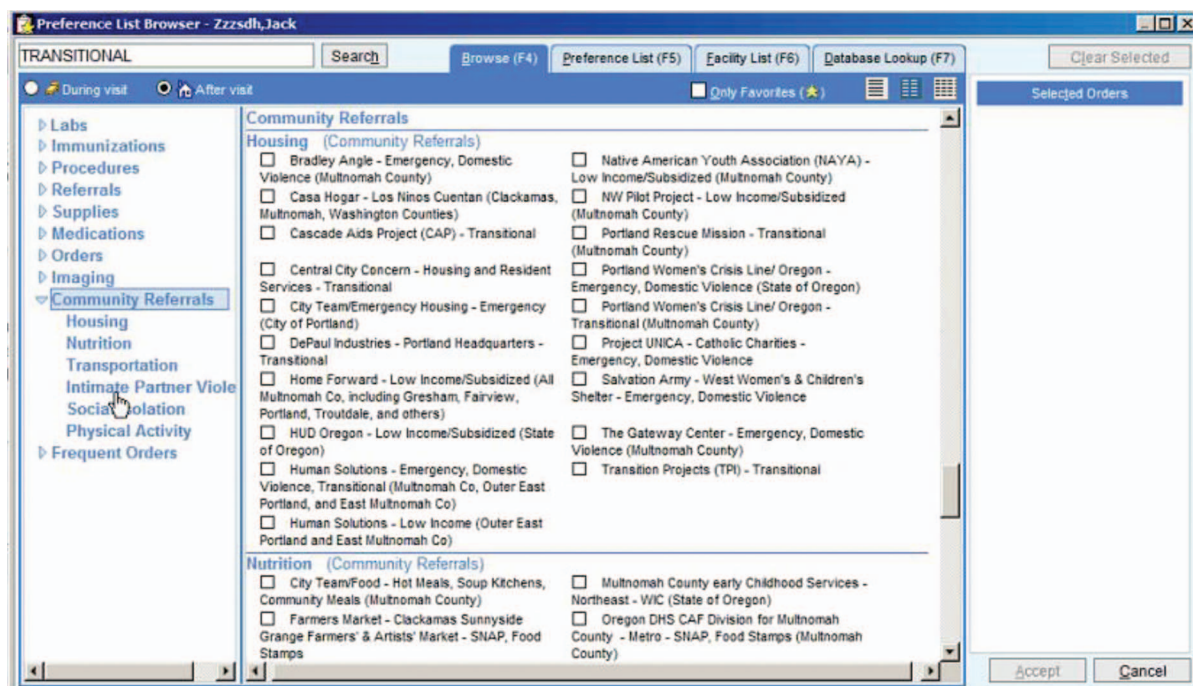 Preference List Browser - Zzzsdh,Jack
TRANSITIONAL
Search
Browse (F4)
Preference List (F5)
Facility List (F6)
Database Lookup (F7)
Clear Selected
During visit
After visit
Only Favorites ( )
Selected Orders
Labs
Immunizations
Procedures
Referrals
Supplies
Medications
Orders
Imaging
Community Referrals
Housing
Nutrition
Transportation
Intimate Partner Viole
Physical Activity
Frequent Orders
Community Referrals
Housing (Community Referrals)
Bradley Angle - Emergency, Domestic
Violence (Multnomah County)
Casa Hogar - Los Ninos Cuentan (Clackamas,
Multnomah, Washington Counties)
Cascade Aids Project (CAP) - Transitional
Central City Concern - Housing and Resident
Services - Transitional
City Team/Emergency Housing - Emergency
(City of Portland)
DePaul Industries - Portland Headquarters -
Transitional
Home Forward - Low Income/Subsidized (All
Multnomah Co, including Gresham, Fairview,
Portland, Troutdale, and others)
HUD Oregon - Low Income/Subsidized (State
of Oregon)
Human Solutions - Emergency, Domestic
Violence, Transitional (Multnomah Co, Outer East
Portland, and East Multnomah Co)
Human Solutions - Low Income (Outer East
Portland and East Multnomah Co)
Native American Youth Association (NAYA) -
Low Income/Subsidized (Multnomah County)
NW Pilot Project - Low Income/Subsidized
(Multnomah County)
Portland Rescue Mission - Transitional
(Multnomah County)
Portland Women's Crisis Line/ Oregon -
Emergency, Domestic Violence (State of Oregon)
Portland Women's Crisis Line/ Oregon -
Transitional (Multnomah County)
Project UNICA - Catholic Charities -
Emergency, Domestic Violence
Salvation Army - West Women's & Children's
Shelter - Emergency, Domestic Violence
The Gateway Center - Emergency, Domestic
Violence (Multnomah County)
Transition Projects (TPI) - Transitional
Nutrition (Community Referrals)
City Team/Food - Hot Meals, Soup Kitchens,
Community Meals (Multnomah County)
Farmers Market - Clackamas Sunnyside
Grange Farmers' & Artists' Market - SNAP, Food
Stamps
Multnomah County early Childhood Services -
Northeast - WIC (State of Oregon)
Oregon DHS CAF Division for Multnomah
County - Metro - SNAP, Food Stamps (Multnomah
County)
Accept
Cancel